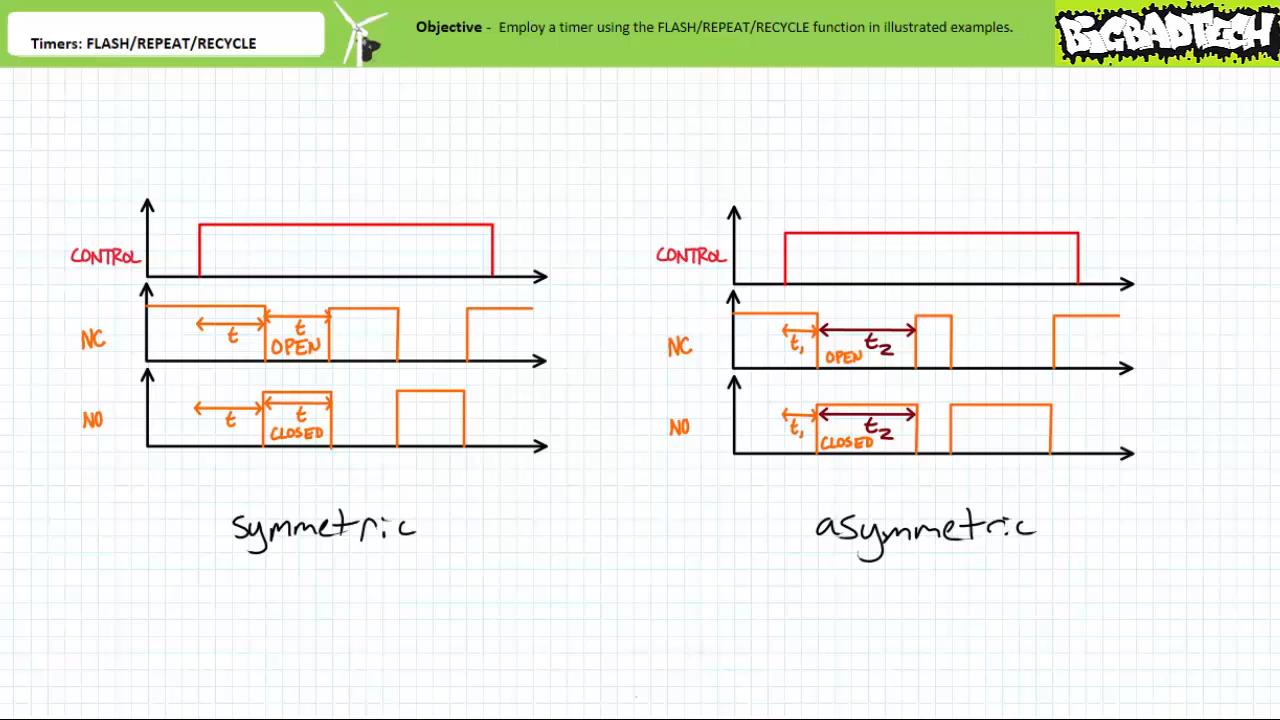 Timers: FLASH/REPEAT/RECYCLE
Objective - Employ a timer using the FLASH/REPEAT/RECYCLE function in illustrated examples.
BIGBADTECH
CONTROL
NC
t
t
OPEN
NO
t
t
CLOSED
symmetric
CONTROL
NC
t1
t2
OPEN
NO
t1
t2
CLOSED
asymmetric